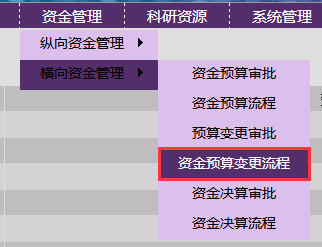 资金管理 科研资源 系统管理
纵向资金管理
横向资金管理
资金预算审批
资金预算流程
预算变更审批
资金预算变更流程
资金决算审批
资金决算流程